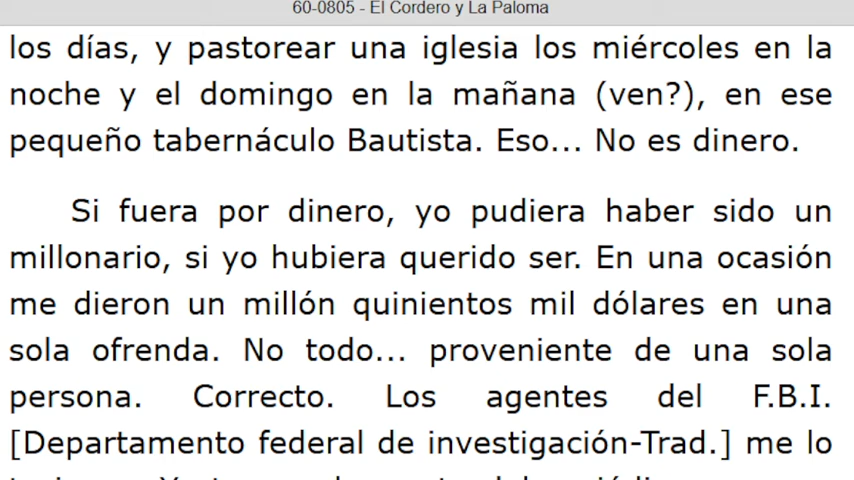 60-0805 - El Cordero y La Paloma
los días, y pastorear una iglesia los miércoles en la
noche y el domingo en la mañana (ven?), en ese
pequeño tabernáculo Bautista. Eso... No es dinero.
Si fuera por dinero, yo pudiera haber sido un
millonario, si yo hubiera querido ser. En una ocasión
me dieron un millón quinientos mil dólares en una
sola ofrenda. No todo... proveniente de una sola
persona. Correcto. Los agentes del F.B.I.
[Departamento federal de investigación-Trad.] me lo